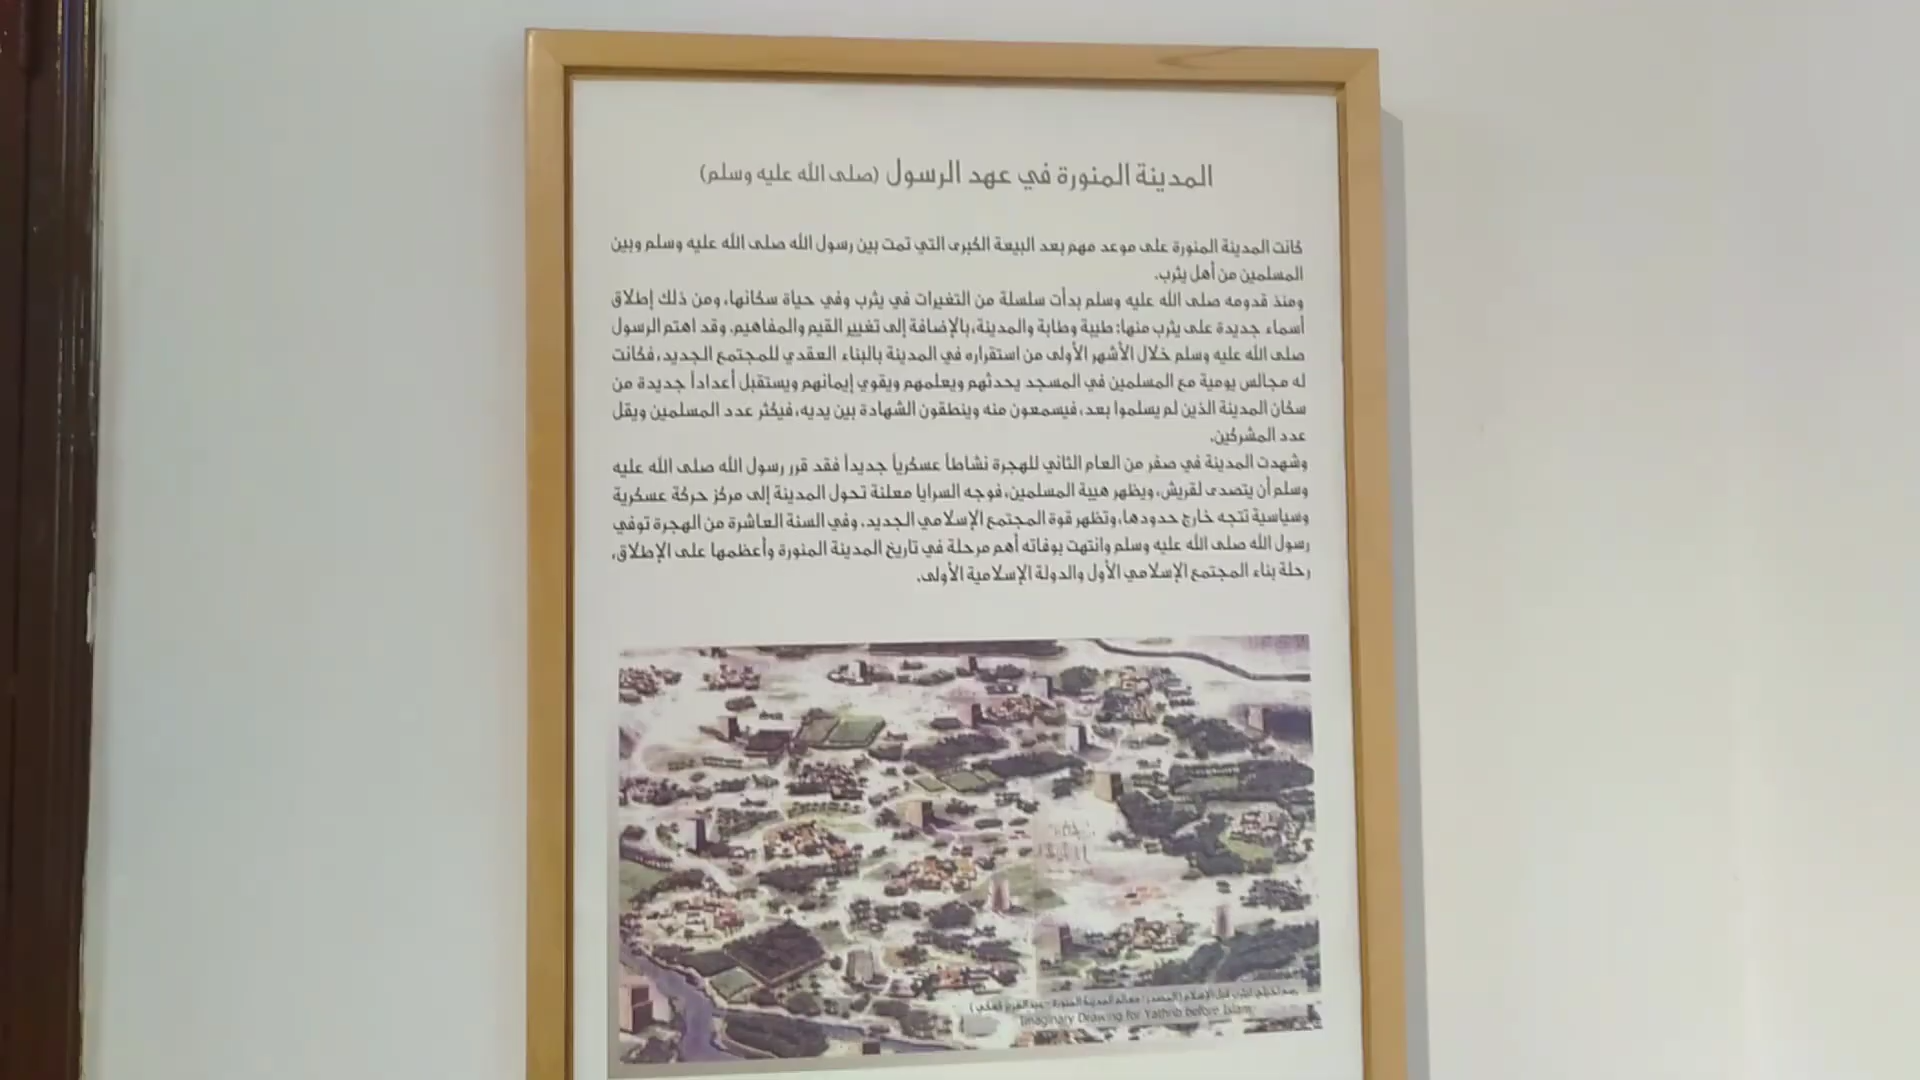 المدينة المنورة في عهد الرسول (صلى الله عليه وسلم)
كانت المدينة المنورة على موعد مهم بعد البيعة الكبرى التي تمت بين رسول الله صلى الله عليه وسلم وبين
المسلمين من أهل يثرب.
ومنذ قدومه صلى الله عليه وسلم بدأت سلسلة من التغيرات في يثرب وفي حياة سكانها، ومن ذلك إطلاق
أسماء جديدة على يثرب منها: طيبة وطابة والمدينة، بالإضافة إلى تغيير القيم والمفاهيم. وقد اهتم الرسول
صلى الله عليه وسلم خلال الأشهر الأولى من استقراره في المدينة بالبناء العقدي للمجتمع الجديد، فكانت
له مجالس يومية مع المسلمين في المسجد يحدثهم ويعلمهم ويقوي إيمانهم ويستقبل أعداداً جديدة من
سكان المدينة الذين لم يسلموا بعد، فيسمعون منه وينطقون الشهادة بين يديه، فيكثر عدد المسلمين ويقل
عدد المشركين.
وشهدت المدينة في صفر من العام الثاني للهجرة نشاطاً عسكرياً جديداً فقد قرر رسول الله صلى الله عليه
وسلم أن يتصدى لقريش، ويظهر هيبة المسلمين، فوجه السرايا معلنة تحول المدينة إلى مركز حركة عسكرية
وسياسية تتجه خارج حدودها، وتظهر قوة المجتمع الإسلامي الجديد. وفي السنة العاشرة من الهجرة توفي
رسول الله صلى الله عليه وسلم وانتهت بوفاته أهم مرحلة في تاريخ المدينة المنورة وأعظمها على الإطلاق،
رحلة بناء المجتمع الإسلامي الأول والدولة الإسلامية الأولى.
ليثرب قبل الإسلام (المصدر: معالم المدينة المنورة - عبد العزيز كعكي)
Imaginary Drawing for Yathrib before Islam